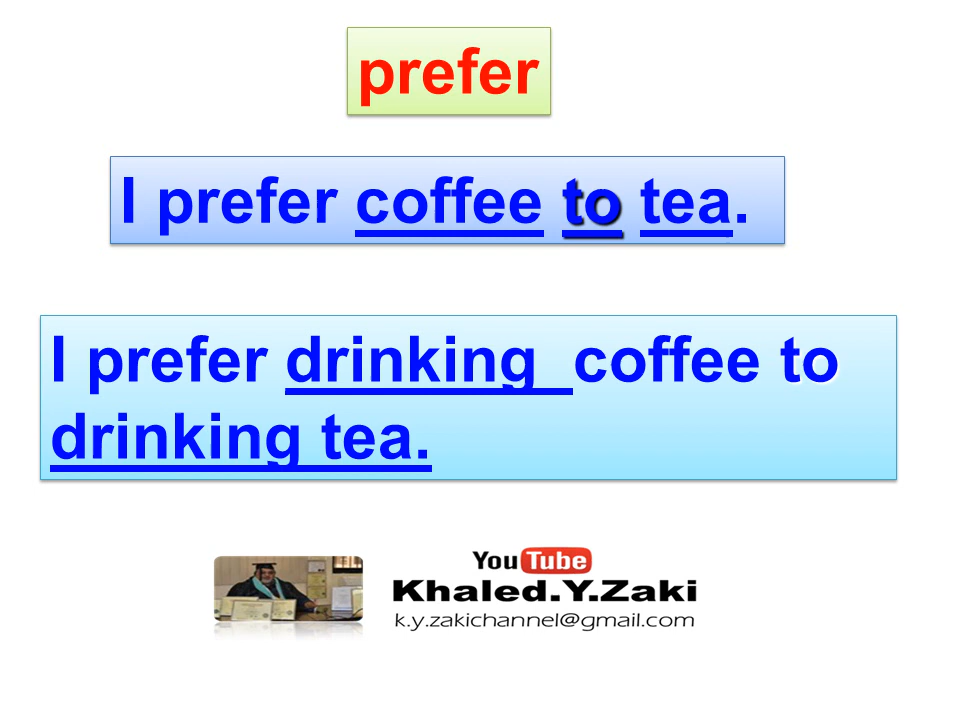 prefer
I prefer coffee to tea.
I prefer drinking coffee to
drinking tea.
YouTube
Khaled.Y.Zaki
k.y.zakichannel@gmail.com